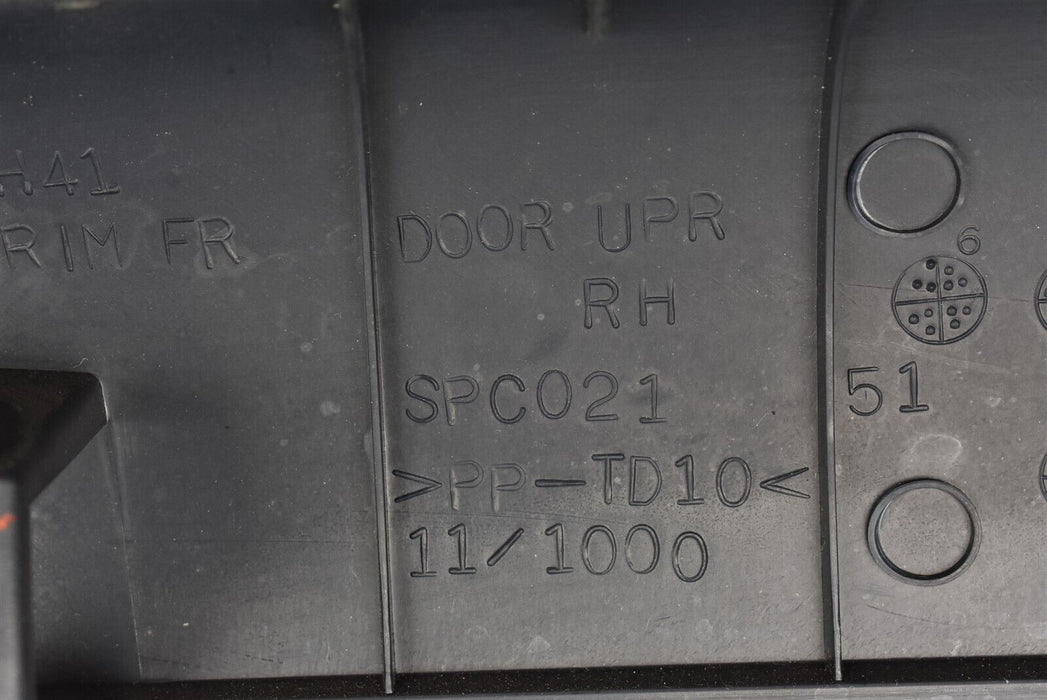 H41
RIM FR
DOOR UPR
RH
SPC021
>PP-TD10<
11/1000
6
51